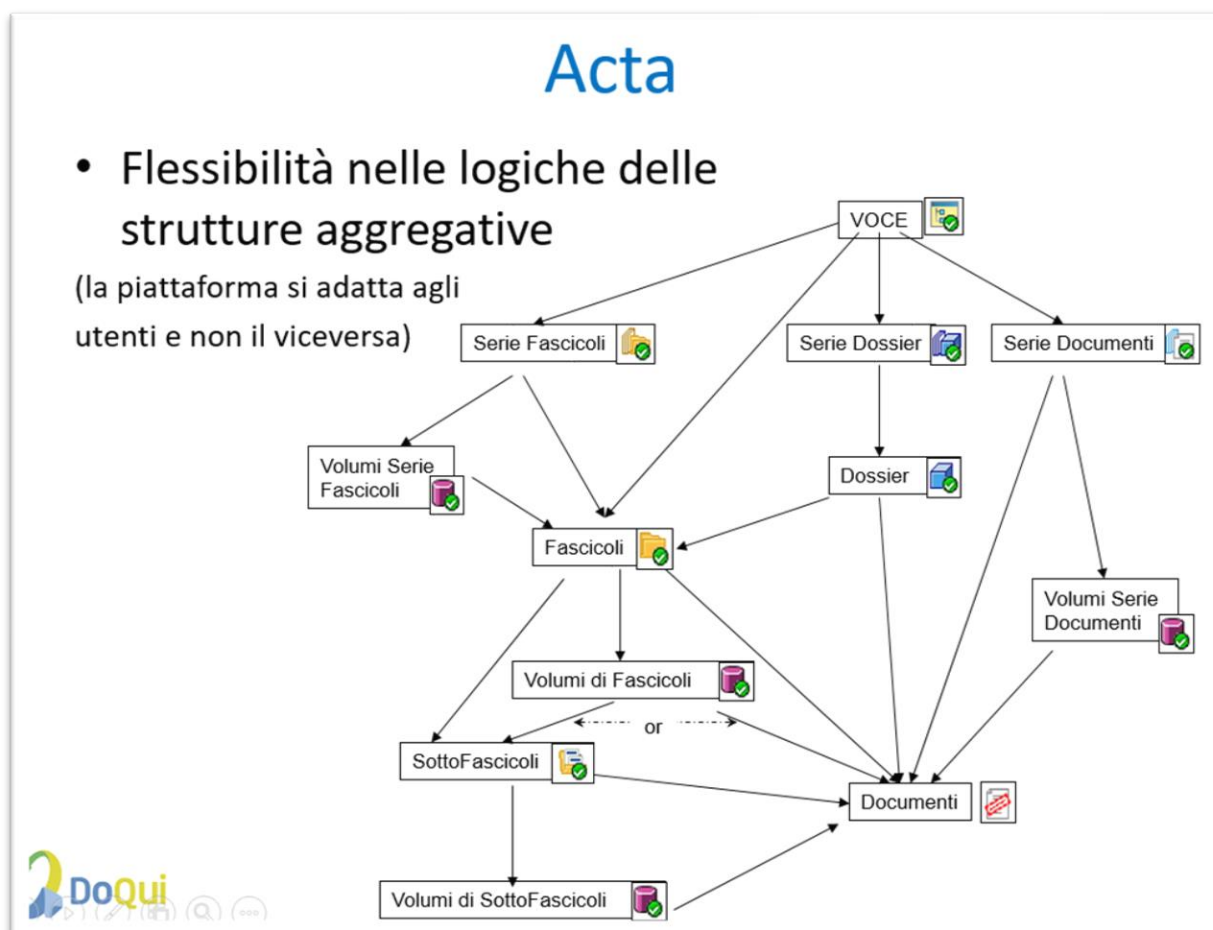 Acta
• Flessibilità nelle logiche delle
strutture aggregative
(la piattaforma si adatta agli
utenti e non il viceversa)
VOCE
Serie Fascicoli
Serie Dossier
Serie Documenti
Volumi Serie
Fascicoli
Dossier
Fascicoli
Volumi Serie
Documenti
Volumi di Fascicoli
or
SottoFascicoli
Documenti
Volumi di SottoFascicoli
DoQui